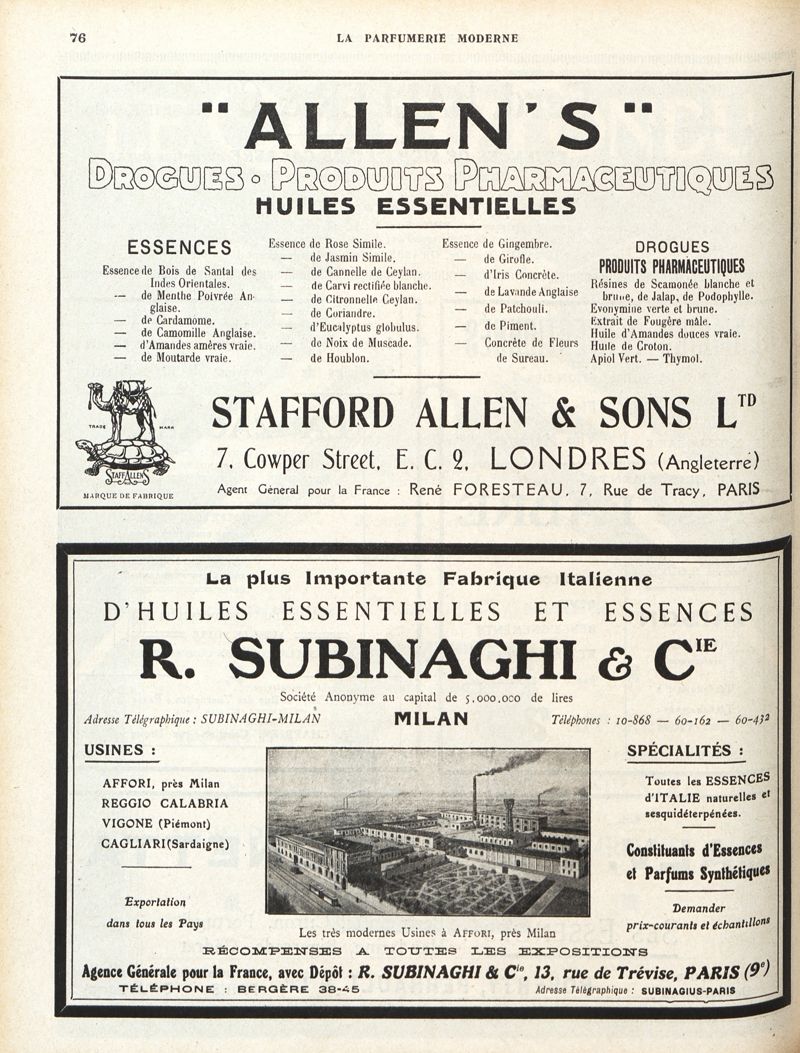 76
LA PARFUMERIE MODERNE
"ALLEN'S"
DROGUES - PRODUITS PHARMACEUTIQUES
HUILES ESSENTIELLES
ESSENCES
Essence de Bois de Santal des
Indes Orientales.
— de Menthe Poivrée An-
glaise.
— de Cardamome.
— de Camomille Anglaise.
— d'Amandes amères vraie.
— de Moutarde vraie.
Essence de Rose Simile.
— de Jasmin Simile.
— de Cannelle de Ceylan.
— de Carvi rectifiée blanche.
— de Citronnelle Ceylan.
— de Coriandre.
— d'Eucalyptus globulus.
— de Noix de Muscade.
— de Houblon.
Essence de Gingembre.
— de Girofle.
— d'Iris Concrète.
— de Lavande Anglaise
— de Patchouli.
— de Piment.
— Concrète de Fleurs
de Sureau.
DROGUES
PRODUITS PHARMACEUTIQUES
Résines de Scamonée blanche et
brune, de Jalap, de Podophylle.
Evonymine verte et brune.
Extrait de Fougère mâle.
Huile d'Amandes douces vraie.
Huile de Croton.
Apiol Vert. — Thymol.
TRADE MARK
STAFFALLENS
MARQUE DE FABRIQUE
STAFFORD ALLEN & SONS LTD
7, Cowper Street, E. C. 2, LONDRES (Angleterre)
Agent Général pour la France : René FORESTEAU, 7, Rue de Tracy, PARIS
La plus Importante Fabrique Italienne
D'HUILES ESSENTIELLES ET ESSENCES
R. SUBINAGHI & CIE
Société Anonyme au capital de 5.000.000 de lires
Adresse Télégraphique : SUBINAGHI-MILAN MILAN Téléphones : 10-868 — 60-162 — 60-432
USINES :
AFFORI, près Milan
REGGIO CALABRIA
VIGONE (Piémont)
CAGLIARI (Sardaigne)
Exportation
dans tous les Pays
SPÉCIALITÉS :
Toutes les ESSENCES
d'ITALIE naturelles et
sesquidéterpénées.
Constituants d'Essences
et Parfums Synthétiques
Demander
prix-courants et échantillons
Les très modernes Usines à AFFORI, près Milan
RÉCOMPENSES A TOUTES LES EXPOSITIONS
Agence Générale pour la France, avec Dépôt : R. SUBINAGHI & Cie, 13, rue de Trévise, PARIS (9e)
TÉLÉPHONE : BERGÈRE 38-45 Adresse Télégraphique : SUBINAGIUS-PARIS